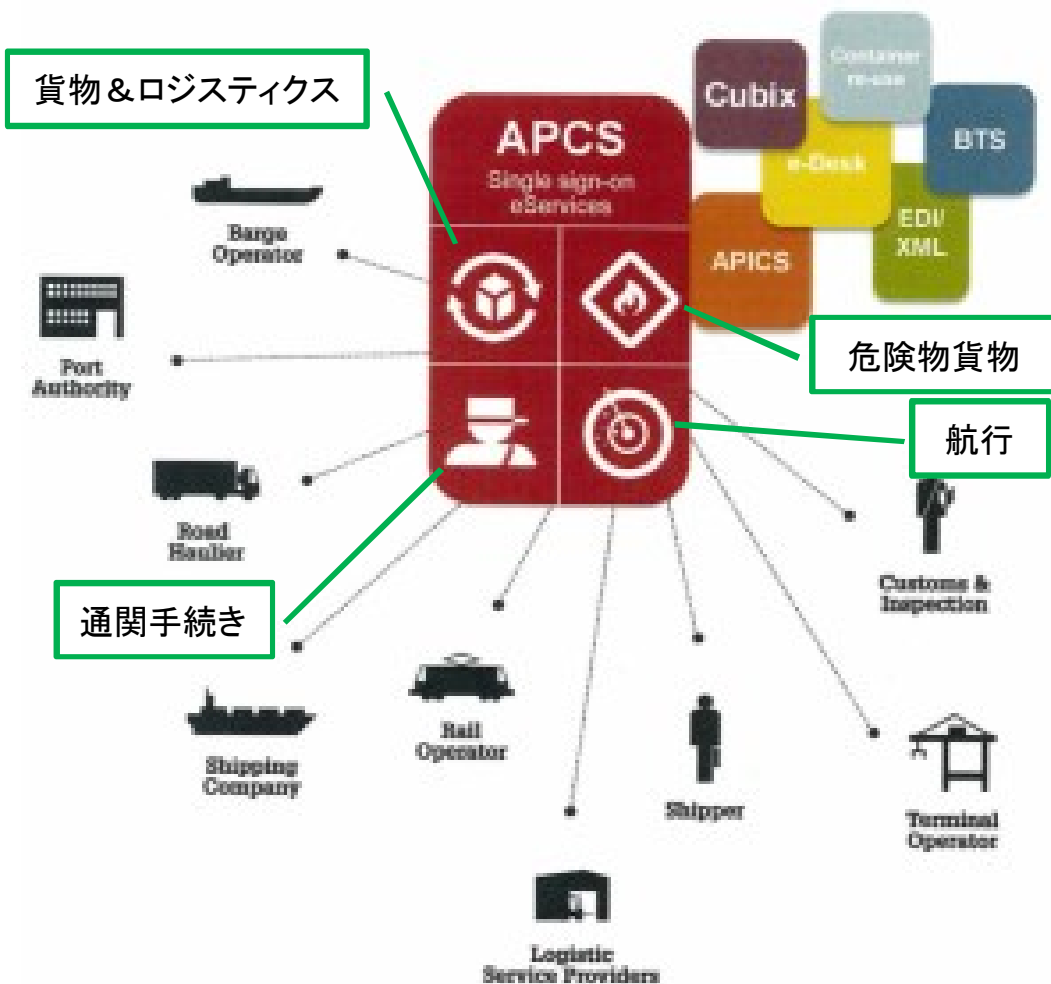 貨物＆ロジスティクス
APCS
Single sign-on
eServices
Cubix
Container
re-use
e-Desk
BTS
EDI/
XML
APICS
Barge
Operator
Port
Authority
危険物貨物
航行
Road
Haulier
通関手続き
Customs &
Inspection
Shipping
Company
Rail
Operator
Shipper
Terminal
Operator
Logistic
Service Providers